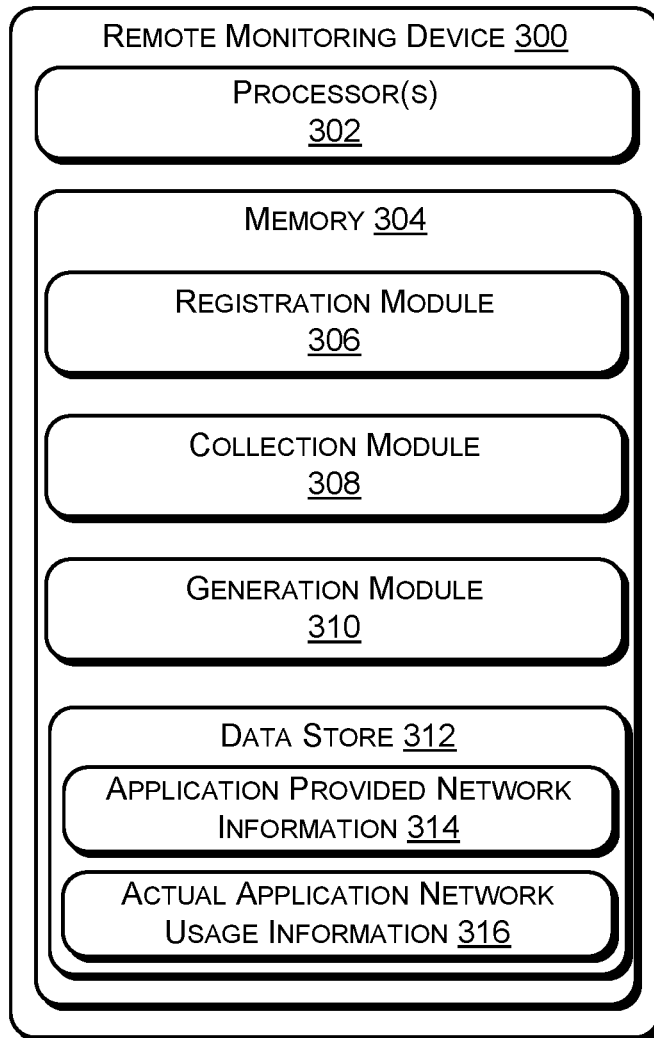 REMOTE MONITORING DEVICE 300
PROCESSOR(S)
302
MEMORY 304
REGISTRATION MODULE
306
COLLECTION MODULE
308
GENERATION MODULE
310
DATA STORE 312
APPLICATION PROVIDED NETWORK
INFORMATION 314
ACTUAL APPLICATION NETWORK
USAGE INFORMATION 316